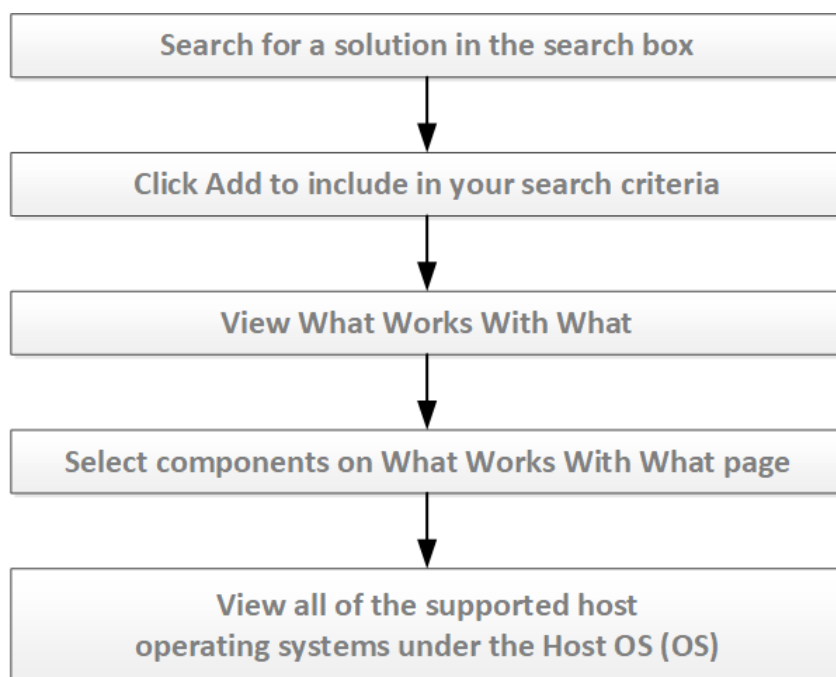 Search for a solution in the search box
Click Add to include in your search criteria
View What Works With What
Select components on What Works With What page
View all of the supported host
operating systems under the Host OS (OS)